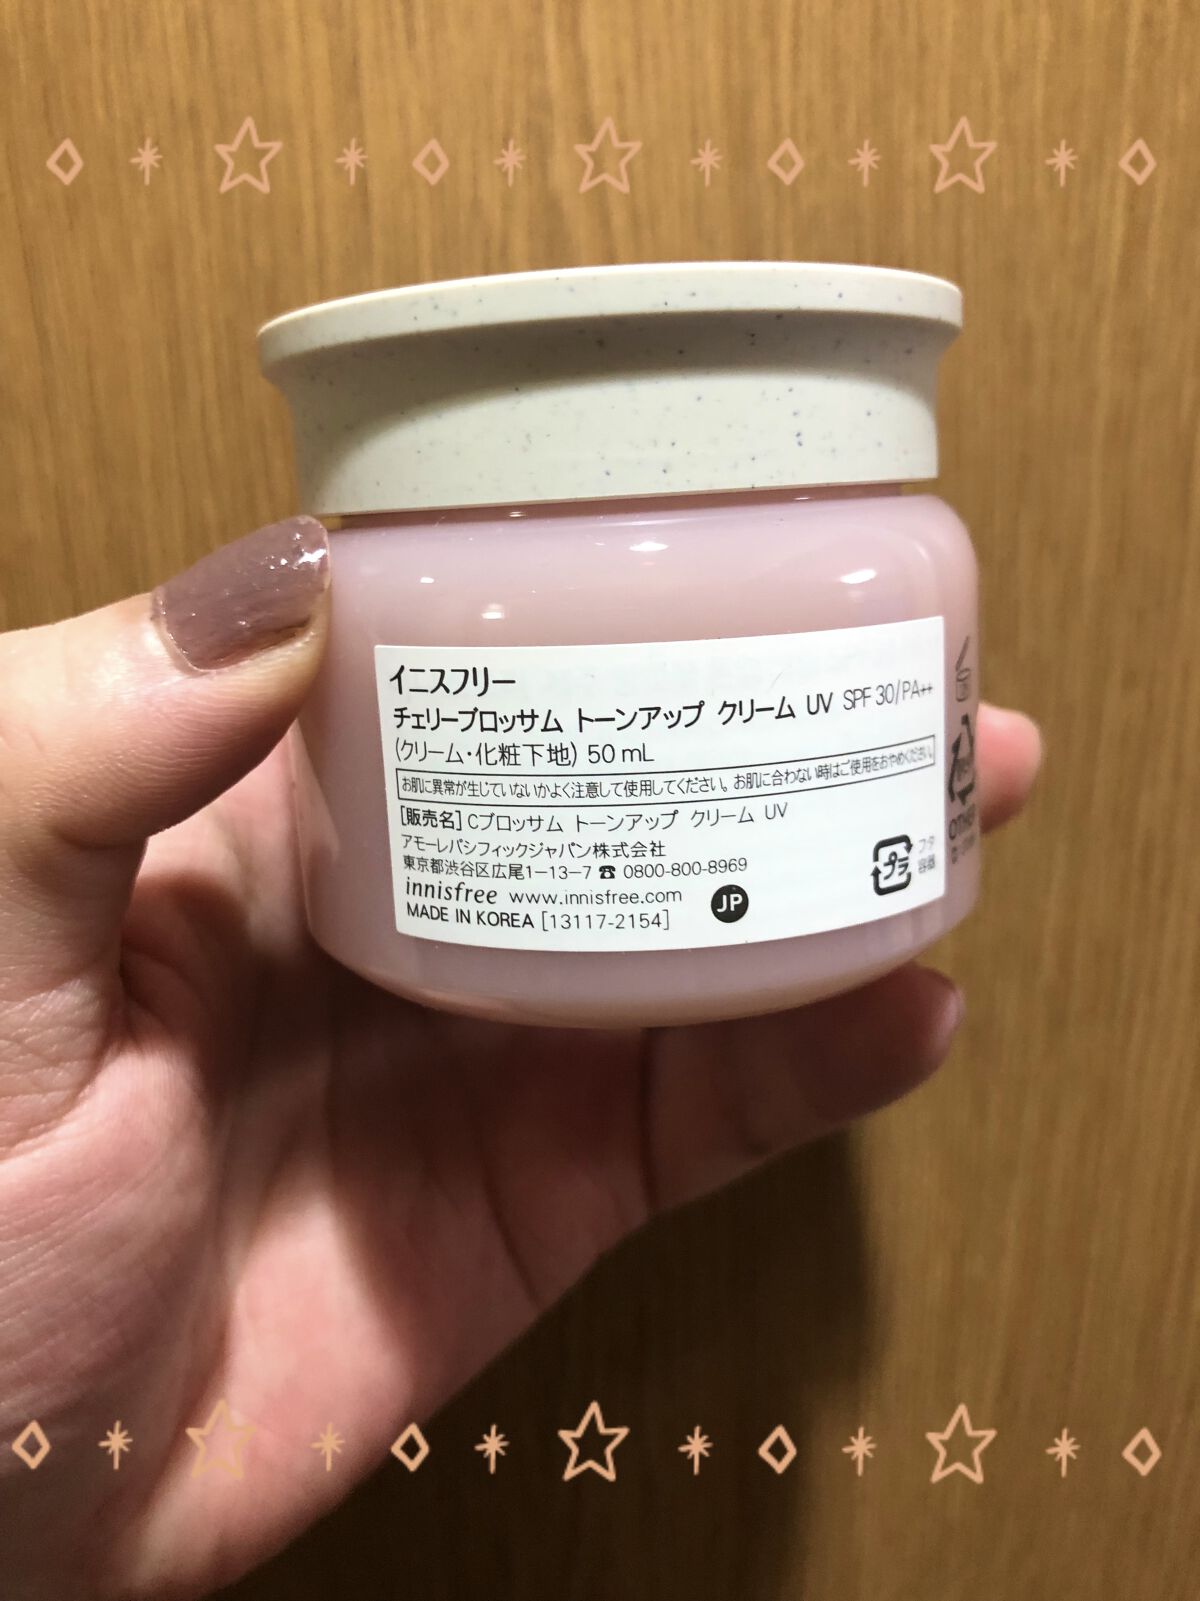 イニスフリー
チェリーブロッサム トーンアップ クリーム UV SPF 30/PA++
(クリーム・化粧下地) 50 mL
お肌に異常が生じていないかよく注意して使用してください。お肌に合わない時はご使用をおやめください。
[販売名] Cブロッサム トーンアップ クリーム UV
アモーレパシフィックジャパン株式会社
東京都渋谷区広尾1-13-7 ☎ 0800-800-8969
innisfree www.innisfree.com
MADE IN KOREA [13117-2154]
JP
プラ
フタ
容器